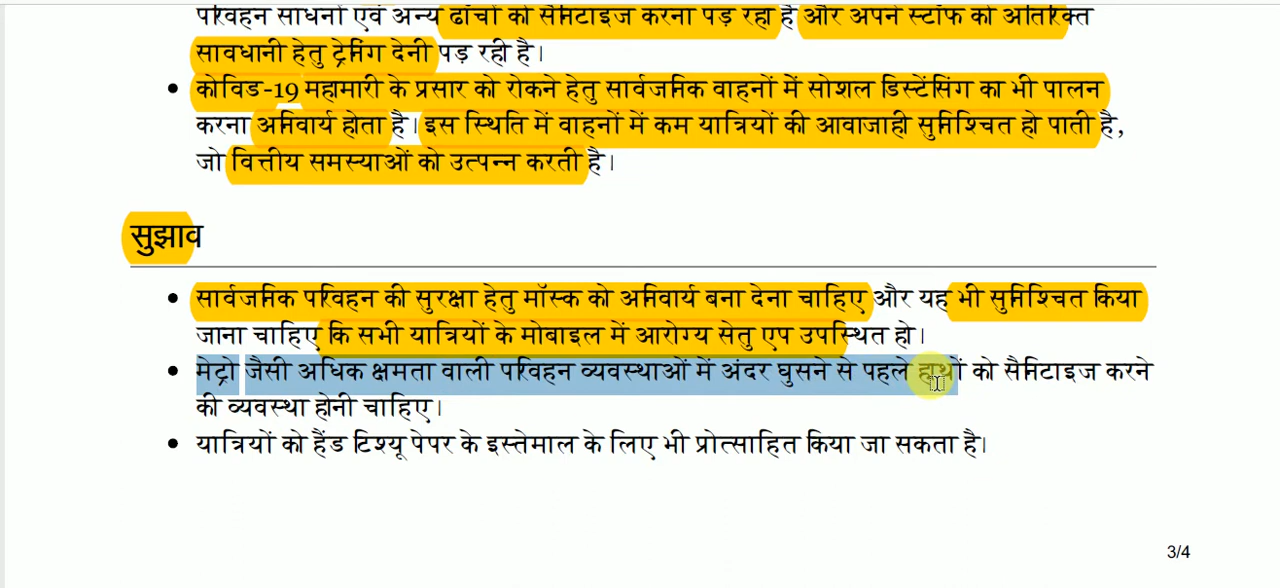 परिवहन साधनों एवं अन्य ढाँचों को सैनिटाइज करना पड़ रहा है और अपने स्टॉफ को अतिरिक्त
सावधानी हेतु ट्रेनिंग देनी पड़ रही है।
• कोविड-19 महामारी के प्रसार को रोकने हेतु सार्वजनिक वाहनों में सोशल डिस्टेंसिंग का भी पालन
करना अनिवार्य होता है। इस स्थिति में वाहनों में कम यात्रियों की आवाजाही सुनिश्चित हो पाती है,
जो वित्तीय समस्याओं को उत्पन्न करती है।
सुझाव
• सार्वजनिक परिवहन की सुरक्षा हेतु मॉस्क को अनिवार्य बना देना चाहिए और यह भी सुनिश्चित किया
जाना चाहिए कि सभी यात्रियों के मोबाइल में आरोग्य सेतु एप उपस्थित हो।
• मेट्रो जैसी अधिक क्षमता वाली परिवहन व्यवस्थाओं में अंदर घुसने से पहले हाथों को सैनिटाइज करने
की व्यवस्था होनी चाहिए।
• यात्रियों को हैंड टिश्यू पेपर के इस्तेमाल के लिए भी प्रोत्साहित किया जा सकता है।
3/4